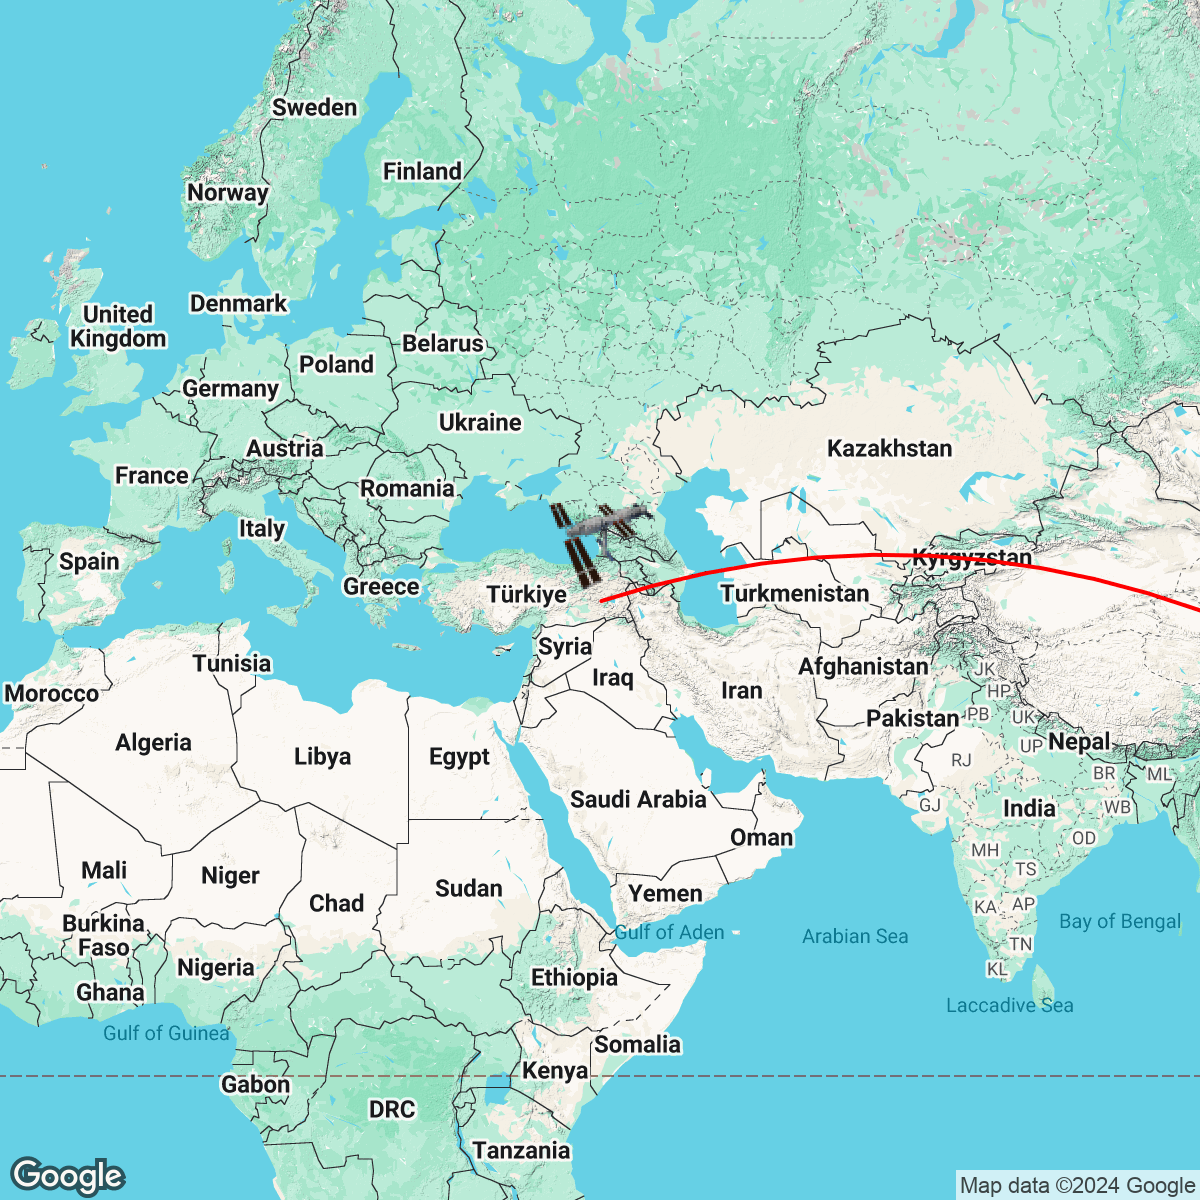 Sweden
Finland
Norway
Denmark
United
Kingdom
Belarus
Poland
Germany
Ukraine
Austria
Kazakhstan
France
Romania
Italy
Kyrgyzstan
Spain
Greece
Türkiye
Turkmenistan
Syria
Tunisia
Afghanistan
JK
Iraq
Iran
HP
Morocco
Pakistan
PB
UK
Algeria
Libya
Egypt
UP
Nepal
RJ
BR
ML
Saudi Arabia
GJ
India
WB
Oman
OD
MH
Mali
Niger
TS
Sudan
Yemen
Chad
KA
AP
Burkina
Faso
Gulf of Aden
Arabian Sea
Bay of Bengal
TN
Nigeria
KL
Ethiopia
Ghana
Laccadive Sea
Gulf of Guinea
Somalia
Kenya
Gabon
DRC
Tanzania
Google
Map data ©2024 Google